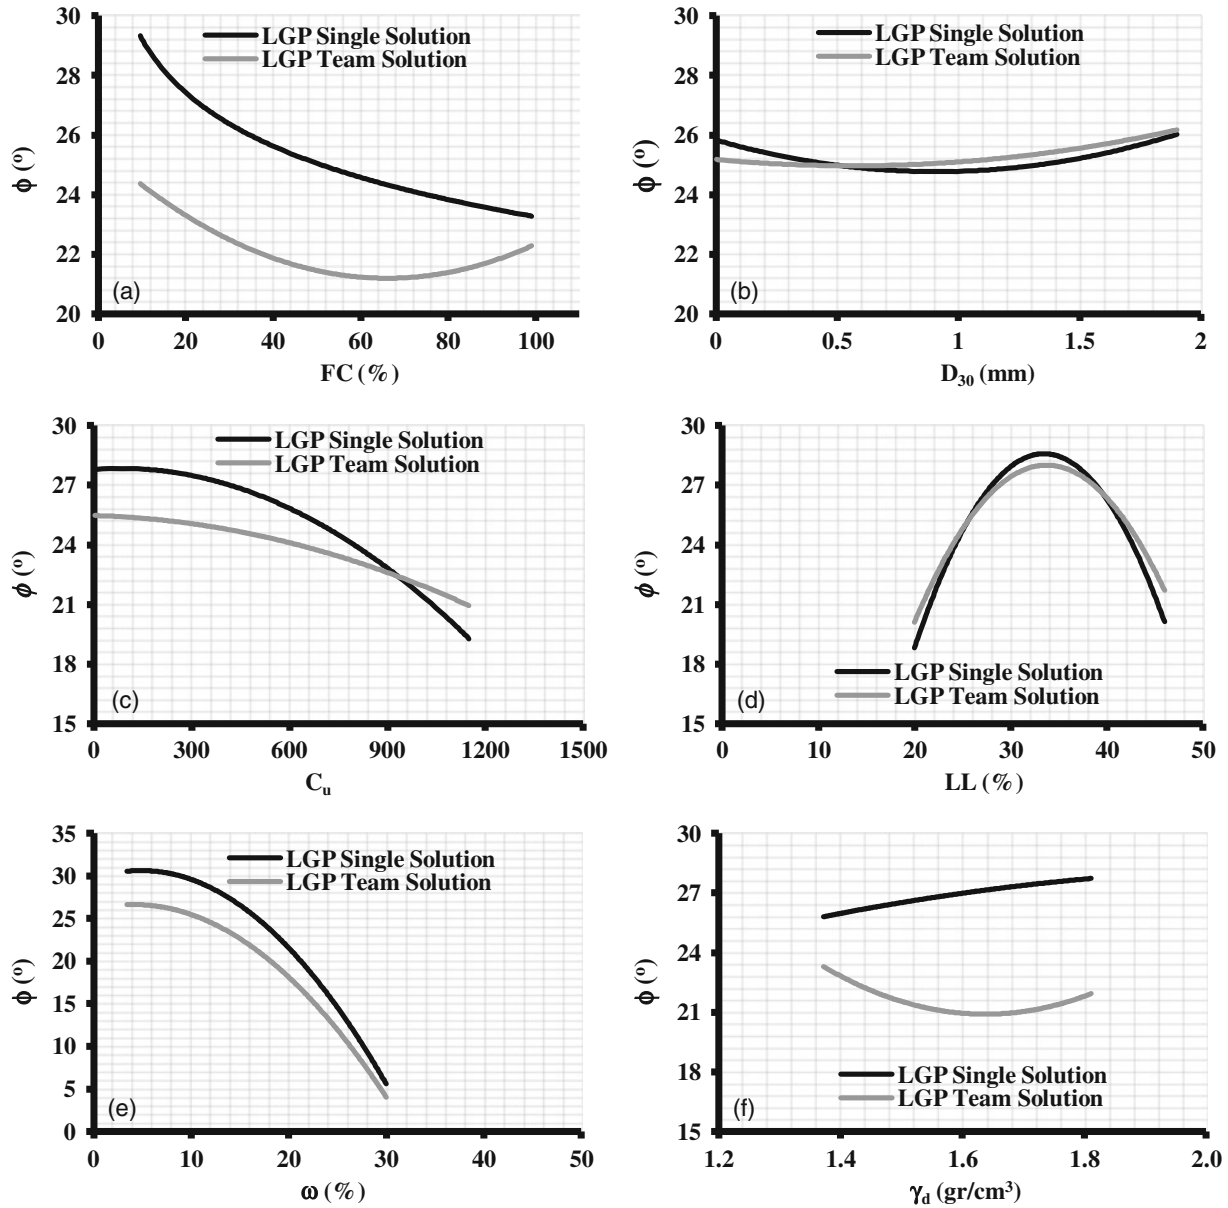 30
LGP Single Solution
LGP Team Solution
28
26
24
22
20
ϕ (º)
(a)
0 20 40 60 80 100
FC (%)
30
LGP Single Solution
LGP Team Solution
28
26
24
22
20
ϕ (º)
(b)
0 0.5 1 1.5 2
D30 (mm)
30
LGP Single Solution
LGP Team Solution
27
24
21
18
15
ϕ (º)
(c)
0 300 600 900 1200 1500
Cu
30
27
24
21
18
15
ϕ (º)
LGP Single Solution
LGP Team Solution
(d)
0 10 20 30 40 50
LL (%)
35
LGP Single Solution
LGP Team Solution
30
25
20
15
10
5
0
ϕ (º)
(e)
0 10 20 30 40 50
ω (%)
30
27
24
21
18
15
ϕ (º)
LGP Single Solution
LGP Team Solution
(f)
1.2 1.4 1.6 1.8 2.0
γd (gr/cm³)